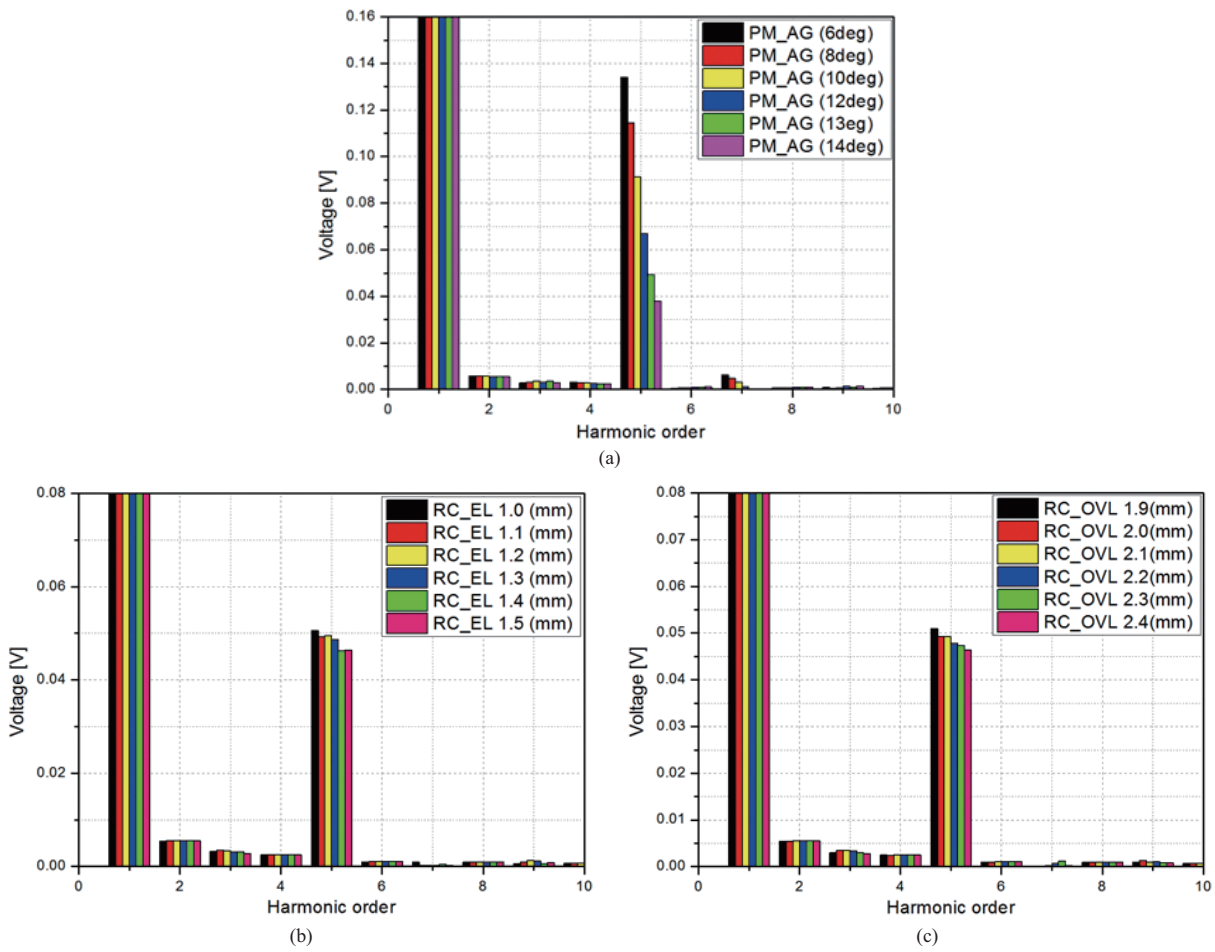 0.16
0.14
0.12
0.10
0.08
0.06
0.04
0.02
0.00
Voltage [V]
PM_AG (6deg)
PM_AG (8deg)
PM_AG (10deg)
PM_AG (12deg)
PM_AG (13eg)
PM_AG (14deg)
0 2 4 6 8 10
Harmonic order
(a)
0.08
0.06
0.04
0.02
0.00
Voltage [V]
RC_EL 1.0 (mm)
RC_EL 1.1 (mm)
RC_EL 1.2 (mm)
RC_EL 1.3 (mm)
RC_EL 1.4 (mm)
RC_EL 1.5 (mm)
0 2 4 6 8 10
Harmonic order
(b)
0.08
0.07
0.06
0.05
0.04
0.03
0.02
0.01
0.00
Voltage [V]
RC_OVL 1.9(mm)
RC_OVL 2.0(mm)
RC_OVL 2.1(mm)
RC_OVL 2.2(mm)
RC_OVL 2.3(mm)
RC_OVL 2.4(mm)
0 2 4 6 8 10
Harmonic order
(c)